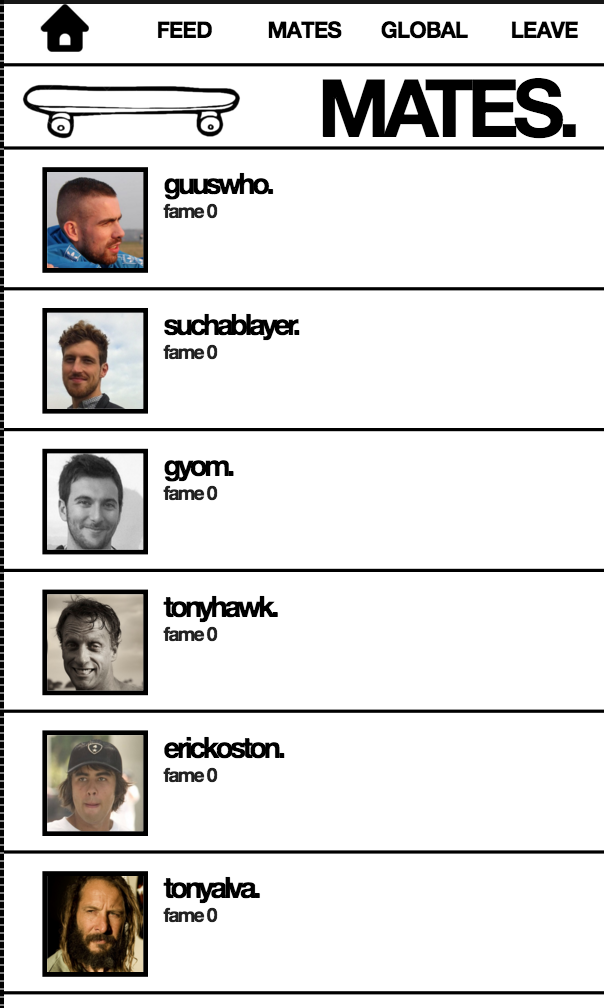 FEED MATES GLOBAL LEAVE
MATES.
guuswho.
fame 0
suchablayer.
fame 0
gyom.
fame 0
tonyhawk.
fame 0
erickoston.
fame 0
tonyalva.
fame 0